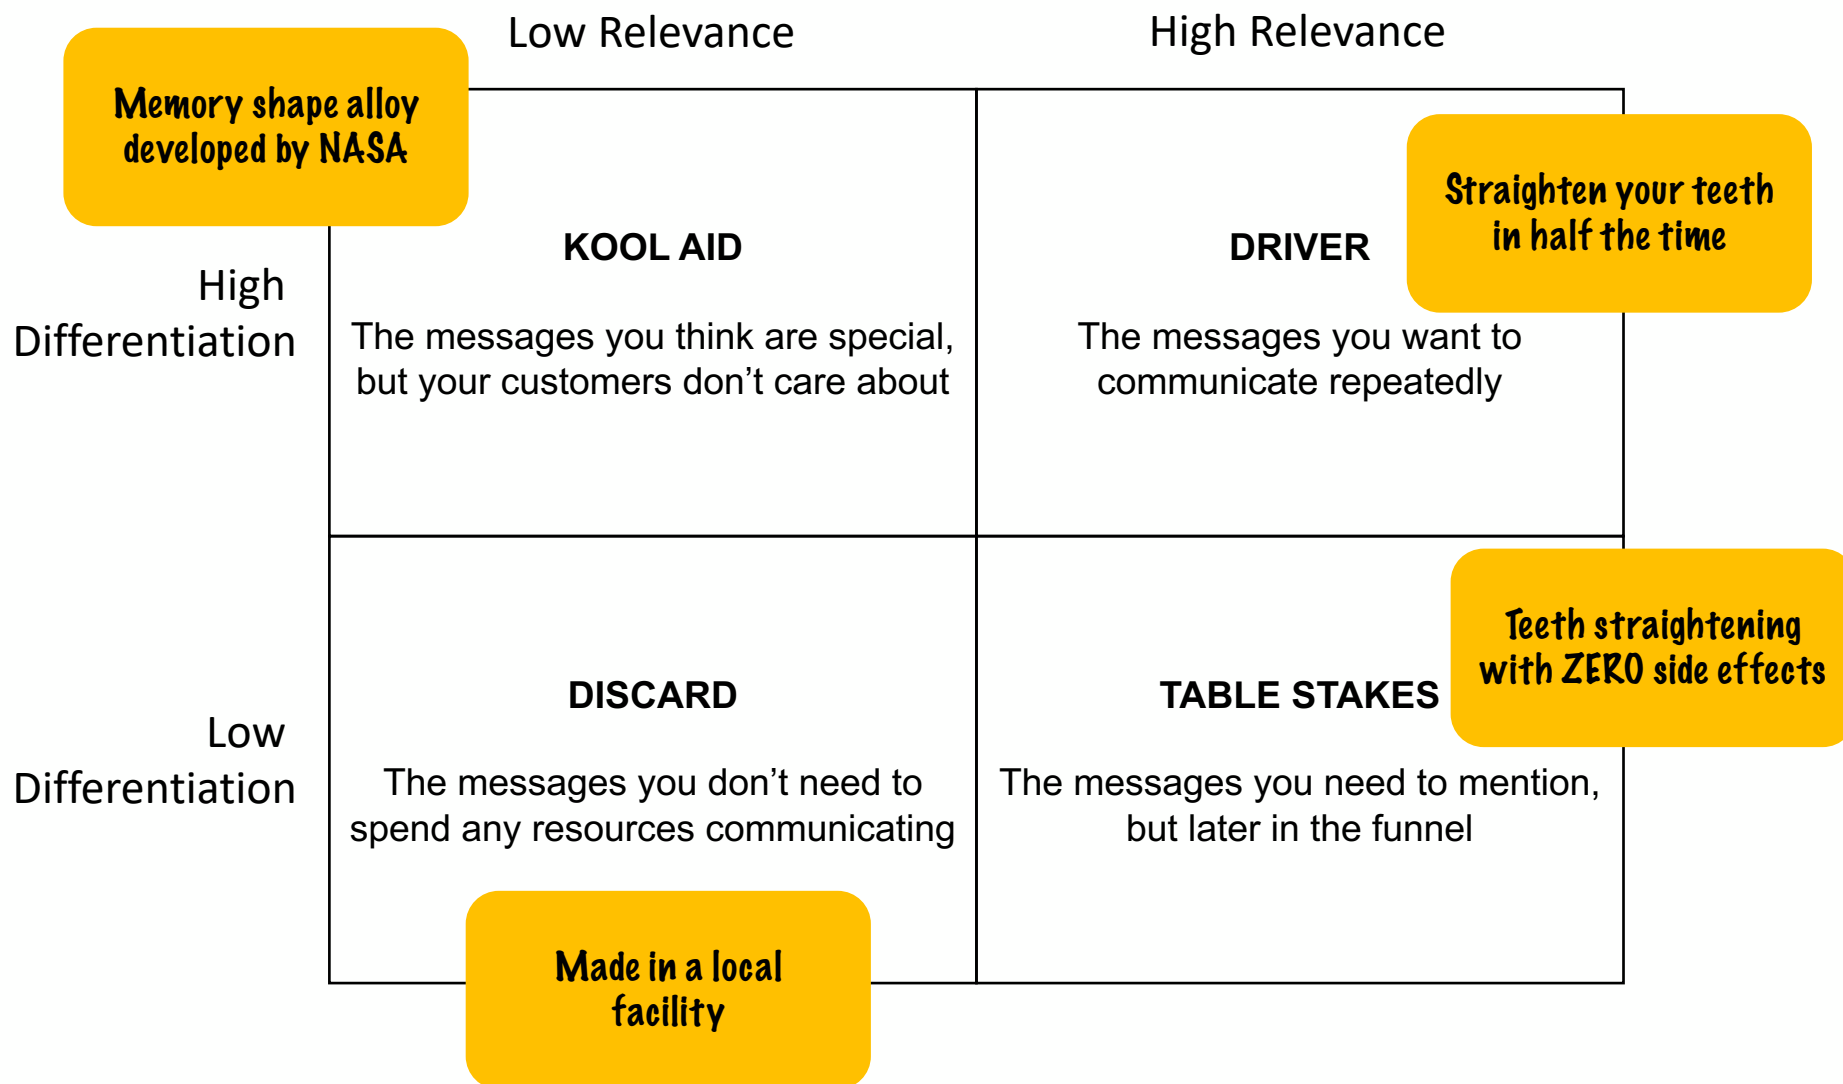 Low Relevance
High Relevance
Memory shape alloy
developed by NASA
Straighten your teeth
in half the time
High
Differentiation
KOOL AID
The messages you think are special,
but your customers don’t care about
DRIVER
The messages you want to
communicate repeatedly
Teeth straightening
with ZERO side effects
Low
Differentiation
DISCARD
The messages you don’t need to
spend any resources communicating
TABLE STAKES
The messages you need to mention,
but later in the funnel
Made in a local
facility